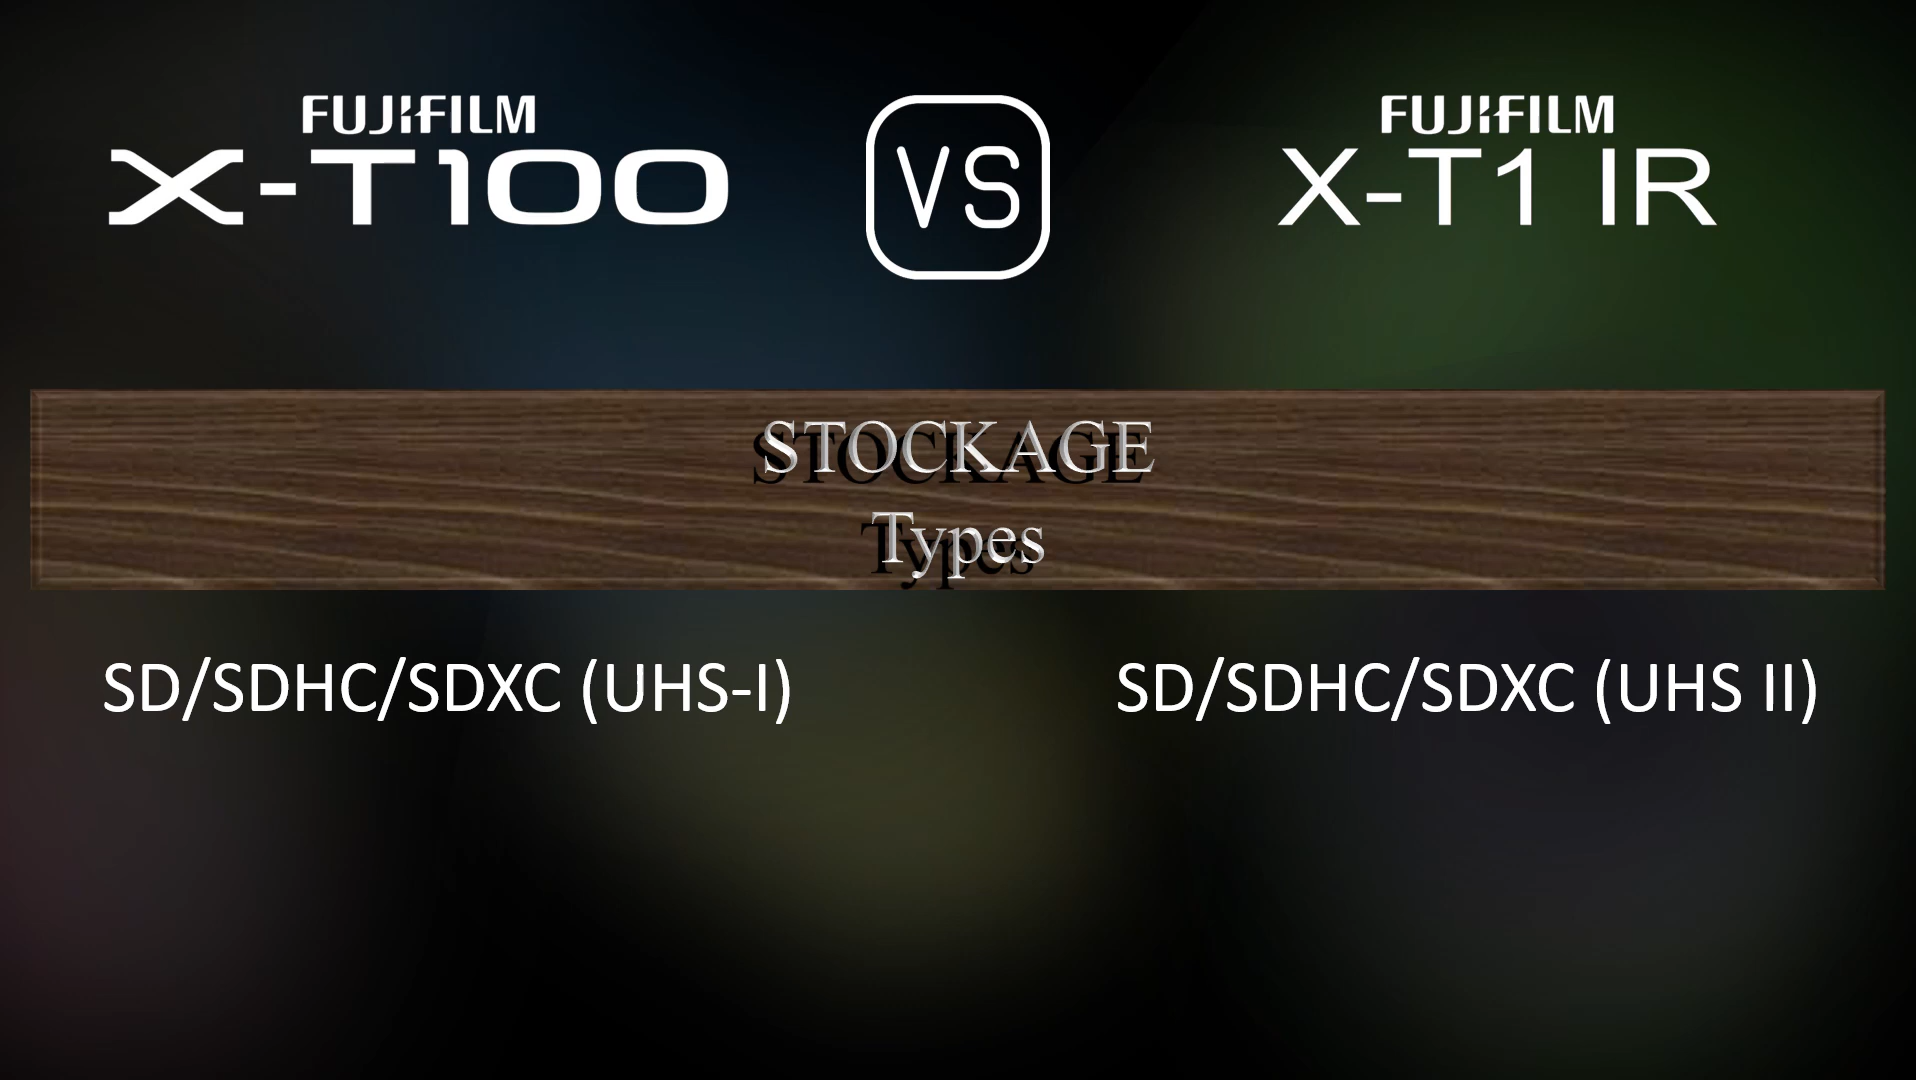 FUJIFILM
X-T100
VS
FUJIFILM
X-T1 IR
STOCKAGE
Types
SD/SDHC/SDXC (UHS-I)
SD/SDHC/SDXC (UHS II)